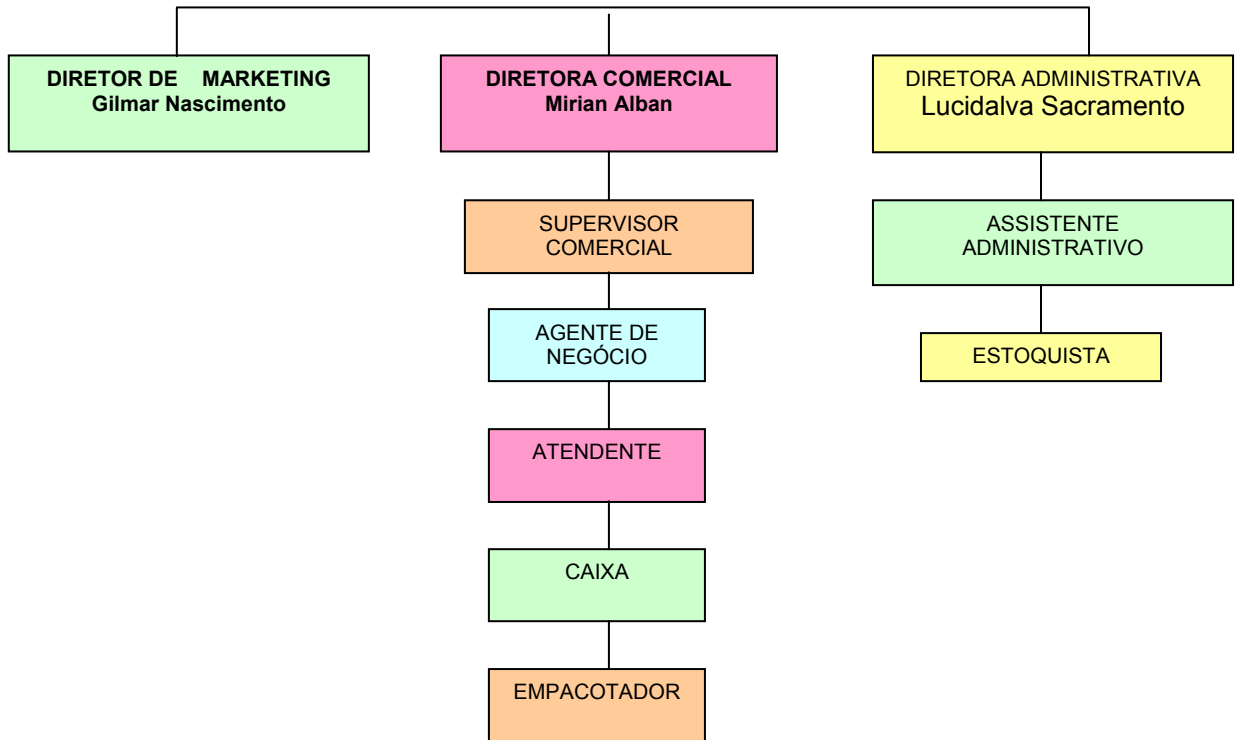 DIRETOR DE MARKETING
Gilmar Nascimento
DIRETORA COMERCIAL
Mirian Alban
DIRETORA ADMINISTRATIVA
Lucidalva Sacramento
SUPERVISOR
COMERCIAL
ASSISTENTE
ADMINISTRATIVO
AGENTE DE
NEGÓCIO
ESTOQUISTA
ATENDENTE
CAIXA
EMPACOTADOR